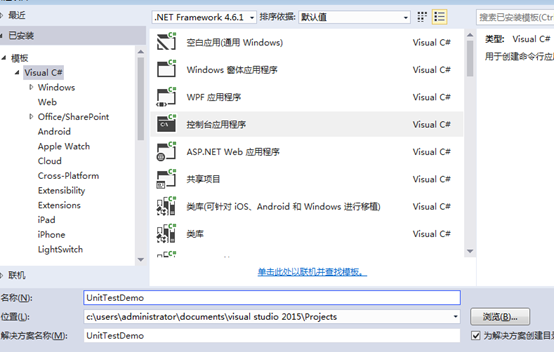 最近
已安装
模板
Visual C#
Windows
Web
Office/SharePoint
Android
Apple Watch
Cloud
Cross-Platform
Extensibility
Extensions
iPad
iPhone
LightSwitch
联机
.NET Framework 4.6.1 排序依据: 默认值
空白应用(通用 Windows) Visual C#
Windows 窗体应用程序 Visual C#
WPF 应用程序 Visual C#
控制台应用程序 Visual C#
ASP.NET Web 应用程序 Visual C#
共享项目 Visual C#
类库(可针对 iOS、Android 和 Windows 进行移植) Visual C#
类库 Visual C#
单击此处以联机并查找模板。
搜索已安装模板(Ctrl
类型: Visual C#
用于创建命令行应
名称(N): UnitTestDemo
位置(L): c:\users\administrator\documents\visual studio 2015\Projects 浏览(B)...
解决方案名称(M): UnitTestDemo 为解决方案创建目